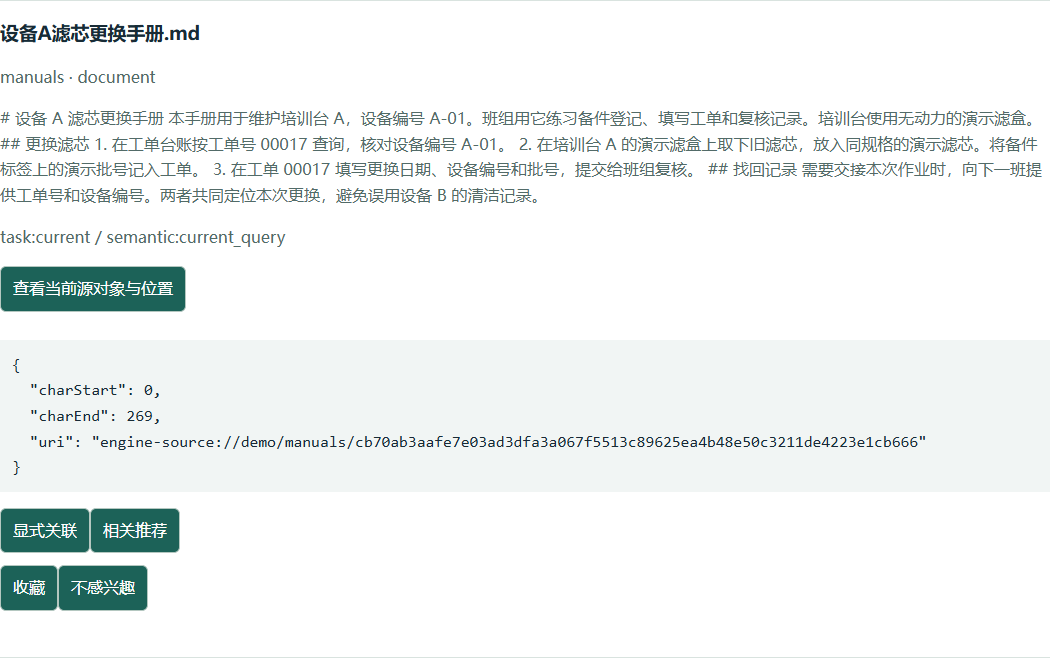 设备A滤芯更换手册.md
manuals · document
# 设备 A 滤芯更换手册 本手册用于维护培训台 A，设备编号 A-01。班组用它练习备件登记、填写工单和复核记录。培训台使用无动力的演示滤盒。
## 更换滤芯 1. 在工单台账按工单号 00017 查询，核对设备编号 A-01。 2. 在培训台 A 的演示滤盒上取下旧滤芯，放入同规格的演示滤芯。将备件
标签上的演示批号记入工单。 3. 在工单 00017 填写更换日期、设备编号和批号，提交给班组复核。 ## 找回记录 需要交接本次作业时，向下一班提
供工单号和设备编号。两者共同定位本次更换，避免误用设备 B 的清洁记录。
task:current / semantic:current_query
查看当前源对象与位置
{
"charStart": 0,
"charEnd": 269,
"uri": "engine-source://demo/manuals/cb70ab3aafe7e03ad3dfa3a067f5513c89625ea4b48e50c3211de4223e1cb666"
}
显式关联 相关推荐
收藏 不感兴趣